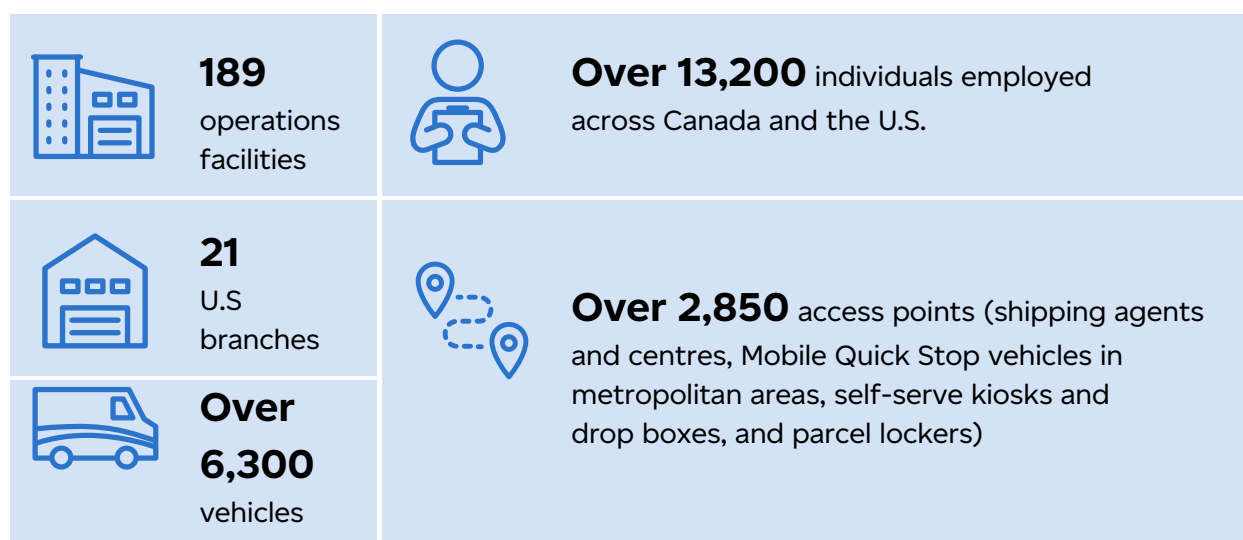 189
operations
facilities
Over 13,200 individuals employed
across Canada and the U.S.
21
U.S
branches
Over 2,850 access points (shipping agents
and centres, Mobile Quick Stop vehicles in
metropolitan areas, self-serve kiosks and
drop boxes, and parcel lockers)
Over
6,300
vehicles